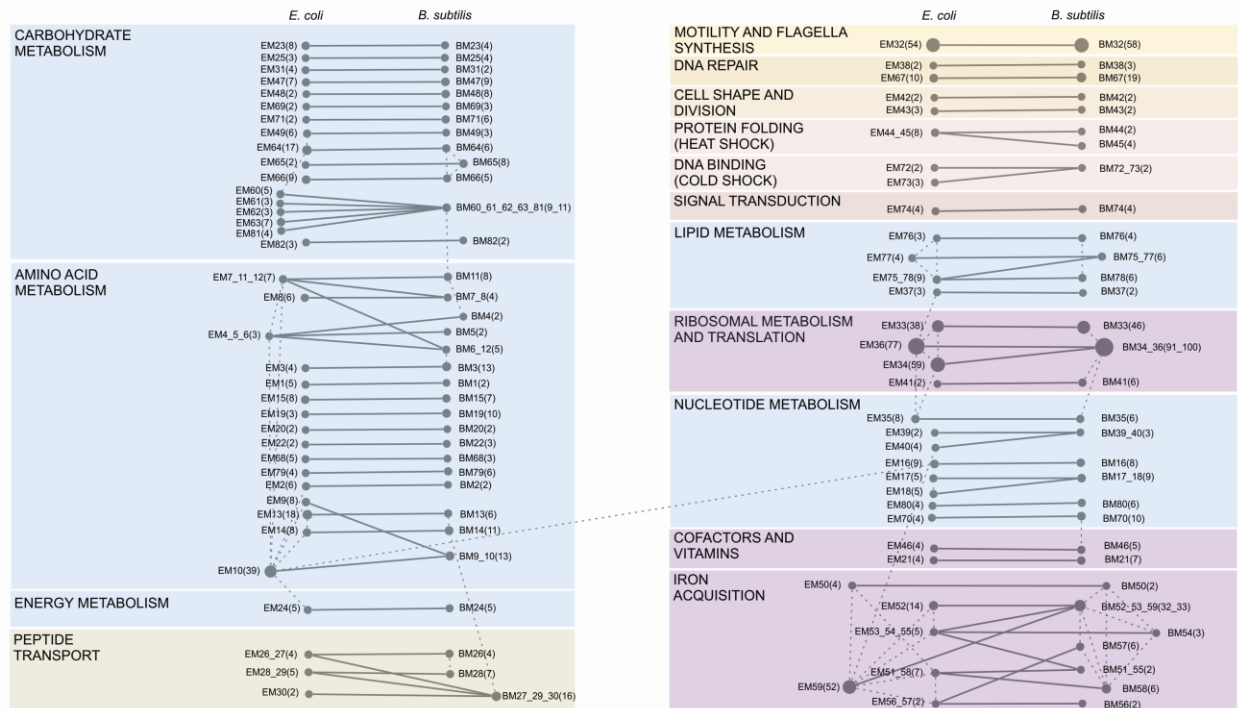 E. coli B. subtilis
CARBOHYDRATE
METABOLISM
EM23(8) BM23(4)
EM25(3) BM25(4)
EM31(4) BM31(2)
EM47(7) BM47(9)
EM48(2) BM48(8)
EM69(2) BM69(3)
EM71(2) BM71(6)
EM49(6) BM49(3)
EM64(17) BM64(6)
EM65(2) BM65(8)
EM66(9) BM66(5)
EM60(5)
EM61(3)
EM62(3) BM60_61_62_63_81(9_11)
EM63(7)
EM81(4)
EM82(3) BM82(2)
AMINO ACID
METABOLISM
EM7_11_12(7) BM11(8)
EM8(6) BM7_8(4)
BM4(2)
EM4_5_6(3) BM5(2)
BM6_12(5)
EM3(4) BM3(13)
EM1(5) BM1(2)
EM15(8) BM15(7)
EM19(3) BM19(10)
EM20(2) BM20(2)
EM22(2) BM22(3)
EM68(5) BM68(3)
EM79(4) BM79(6)
EM2(6) BM2(2)
EM9(8)
EM13(18) BM13(6)
EM14(8) BM14(11)
BM9_10(13)
EM10(39)
ENERGY METABOLISM
EM24(5) BM24(5)
PEPTIDE
TRANSPORT
EM26_27(4) BM26(4)
EM28_29(5) BM28(7)
EM30(2) BM27_29_30(16)
E. coli B. subtilis
MOTILITY AND FLAGELLA
SYNTHESIS
EM32(54) BM32(58)
DNA REPAIR
EM38(2) BM38(3)
EM67(10) BM67(19)
CELL SHAPE AND
DIVISION
EM42(2) BM42(2)
EM43(3) BM43(2)
PROTEIN FOLDING
(HEAT SHOCK)
EM44_45(8) BM44(2)
BM45(4)
DNA BINDING
(COLD SHOCK)
EM72(2) BM72_73(2)
EM73(3)
SIGNAL TRANSDUCTION
EM74(4) BM74(4)
LIPID METABOLISM
EM76(3) BM76(4)
EM77(4) BM75_77(6)
EM75_78(9) BM78(6)
EM37(3) BM37(2)
RIBOSOMAL METABOLISM
AND TRANSLATION
EM33(38) BM33(46)
EM36(77) BM34_36(91_100)
EM34(59)
EM41(2) BM41(6)
NUCLEOTIDE METABOLISM
EM35(8) BM35(6)
EM39(2) BM39_40(3)
EM40(4)
EM16(9) BM16(8)
EM17(5) BM17_18(9)
EM18(5)
EM80(4) BM80(6)
EM70(4) BM70(10)
COFACTORS AND
VITAMINS
EM46(4) BM46(5)
EM21(4) BM21(7)
IRON
ACQUISITION
EM50(4) BM50(2)
EM52(14) BM52_53_59(32_33)
EM53_54_55(5) BM54(3)
BM57(6)
EM51_58(7) BM51_55(2)
EM59(52) BM58(6)
EM56_57(2) BM56(2)